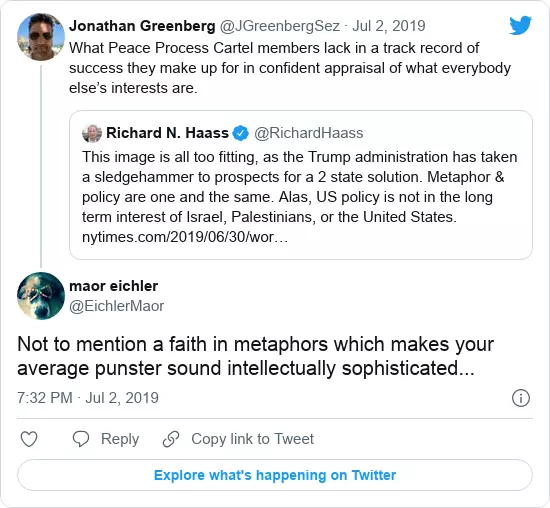 Jonathan Greenberg @JGreenbergSez · Jul 2, 2019
What Peace Process Cartel members lack in a track record of
success they make up for in confident appraisal of what everybody
else’s interests are.
Richard N. Haass @RichardHaass
This image is all too fitting, as the Trump administration has taken
a sledgehammer to prospects for a 2 state solution. Metaphor &
policy are one and the same. Alas, US policy is not in the long
term interest of Israel, Palestinians, or the United States.
nytimes.com/2019/06/30/wor…
maor eichler
@EichlerMaor
Not to mention a faith in metaphors which makes your
average punster sound intellectually sophisticated...
7:32 PM · Jul 2, 2019
Reply Copy link to Tweet
Explore what's happening on Twitter